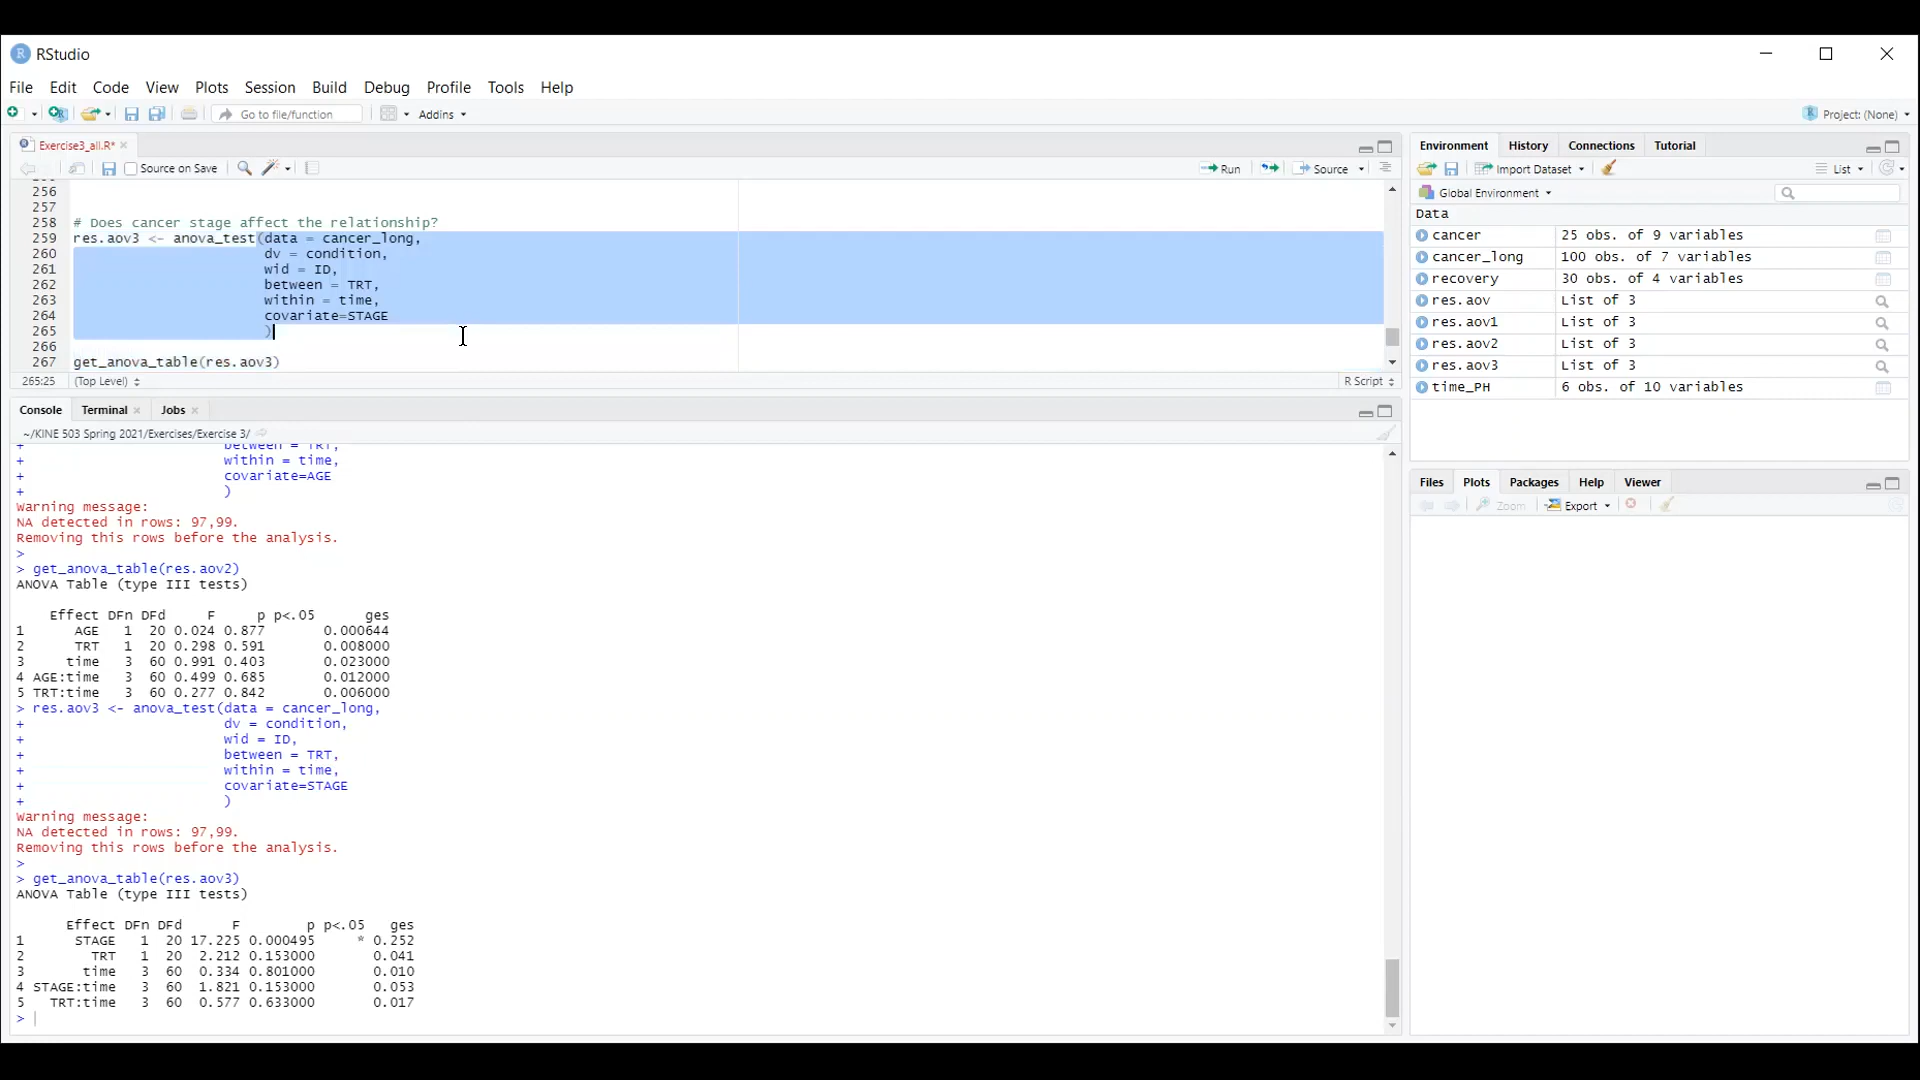 RStudio
File Edit Code View Plots Session Build Debug Profile Tools Help
Go to file/function Addins Project: (None)
Exercise3_all.R*
Source on Save Run Source
256
257
258 # Does cancer stage affect the relationship?
259 res.aov3 <- anova_test(data = cancer_long,
260 dv = condition,
261 wid = ID,
262 between = TRT,
263 within = time,
264 covariate=STAGE
265 )
266
267 get_anova_table(res.aov3)
265:25 (Top Level) R Script
Console Terminal Jobs
~/KINE 503 Spring 2021/Exercises/Exercise 3/
+ between = TRT,
+ within = time,
+ covariate=AGE
+ )
Warning message:
NA detected in rows: 97,99.
Removing this rows before the analysis.
>
> get_anova_table(res.aov2)
ANOVA Table (type III tests)
Effect DFn DFd F p p<.05 ges
1 AGE 1 20 0.024 0.877 0.000644
2 TRT 1 20 0.298 0.591 0.008000
3 time 3 60 0.991 0.403 0.023000
4 AGE:time 3 60 0.499 0.685 0.012000
5 TRT:time 3 60 0.277 0.842 0.006000
> res.aov3 <- anova_test(data = cancer_long,
+ dv = condition,
+ wid = ID,
+ between = TRT,
+ within = time,
+ covariate=STAGE
+ )
Warning message:
NA detected in rows: 97,99.
Removing this rows before the analysis.
>
> get_anova_table(res.aov3)
ANOVA Table (type III tests)
Effect DFn DFd F p p<.05 ges
1 STAGE 1 20 17.225 0.000495 * 0.252
2 TRT 1 20 2.212 0.153000 0.041
3 time 3 60 0.334 0.801000 0.010
4 STAGE:time 3 60 1.821 0.153000 0.053
5 TRT:time 3 60 0.577 0.633000 0.017
>
Environment History Connections Tutorial
Import Dataset List
Global Environment
Data
cancer 25 obs. of 9 variables
cancer_long 100 obs. of 7 variables
recovery 30 obs. of 4 variables
res.aov List of 3
res.aov1 List of 3
res.aov2 List of 3
res.aov3 List of 3
time_PH 6 obs. of 10 variables
Files Plots Packages Help Viewer
Zoom Export